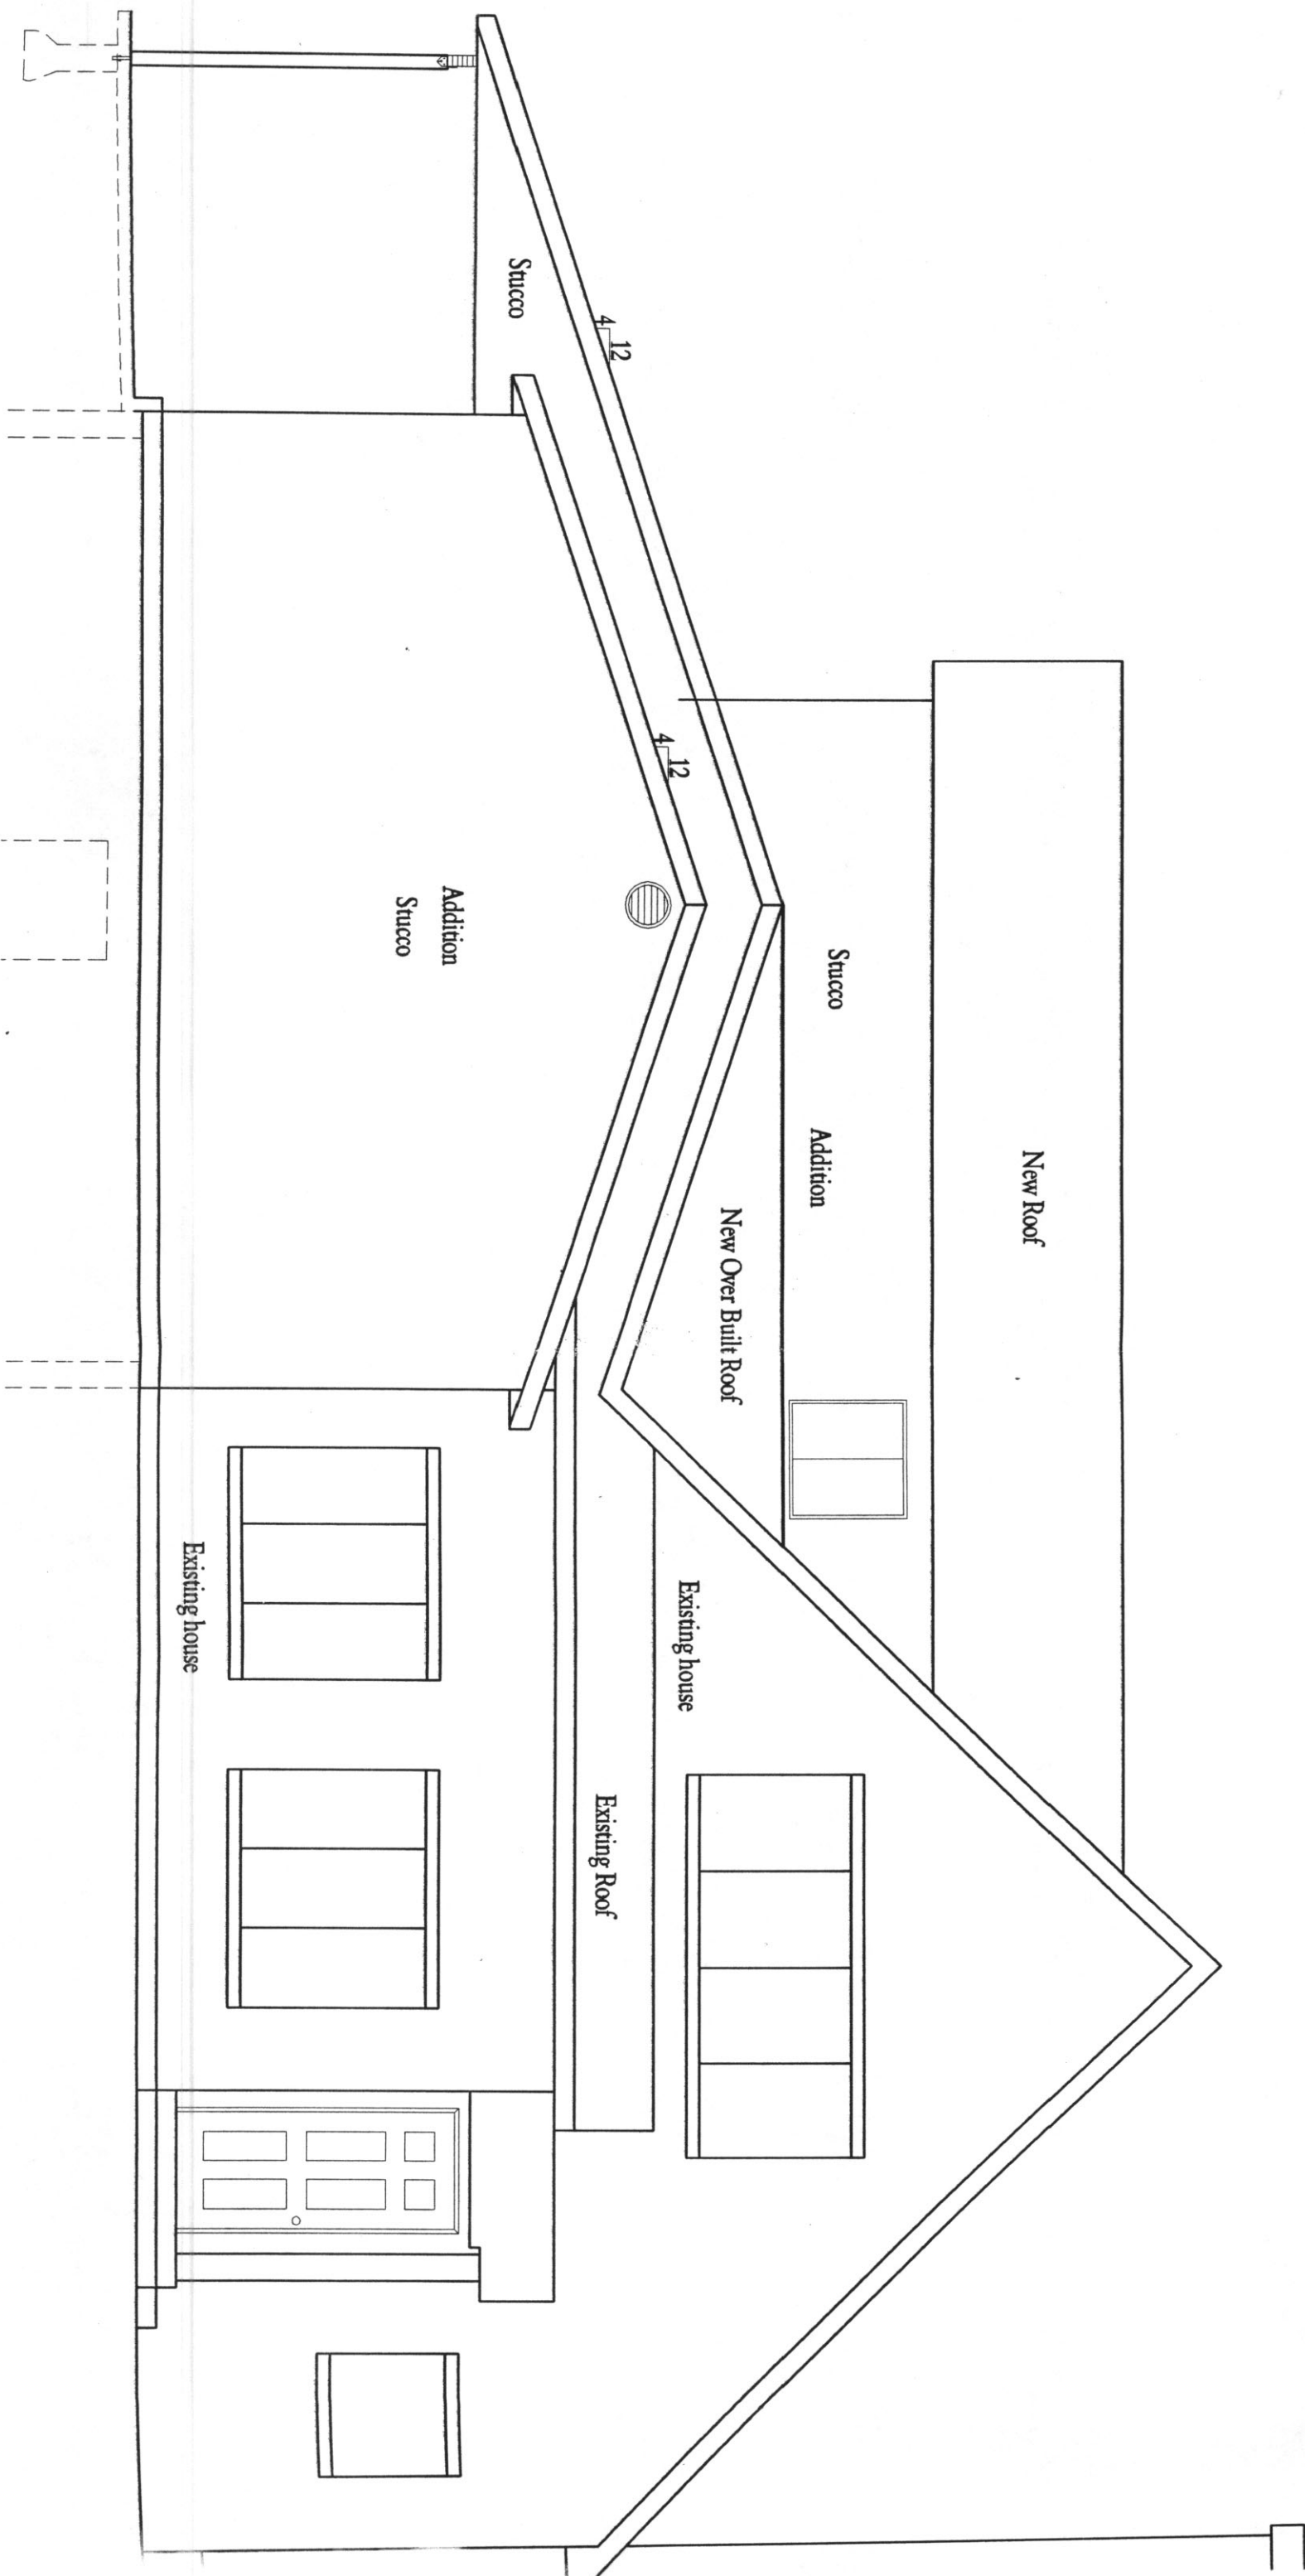 New Roof
Stucco
Addition
New Over Built Roof
12
4
12
4
Stucco
Existing house
Existing Roof
Addition
Stucco
Existing house